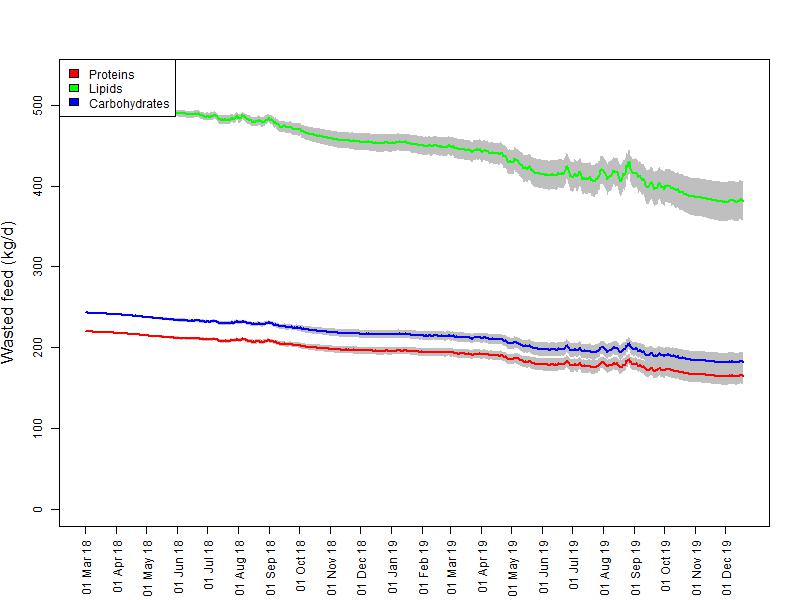 Proteins
Lipids
Carbohydrates
Wasted feed (kg/d)
500
400
300
200
100
0
01 Mar 18
01 Apr 18
01 May 18
01 Jun 18
01 Jul 18
01 Aug 18
01 Sep 18
01 Oct 18
01 Nov 18
01 Dec 18
01 Jan 19
01 Feb 19
01 Mar 19
01 Apr 19
01 May 19
01 Jun 19
01 Jul 19
01 Aug 19
01 Sep 19
01 Oct 19
01 Nov 19
01 Dec 19